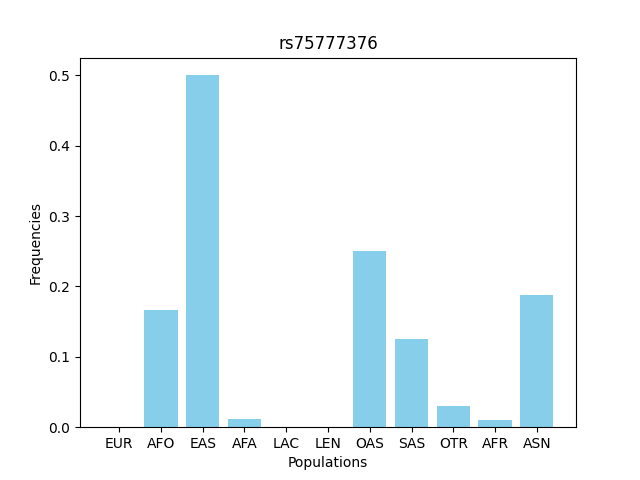 rs75777376
Frequencies
0.5
0.4
0.3
0.2
0.1
0.0
EUR AFO EAS AFA LAC LEN OAS SAS OTR AFR ASN
Populations